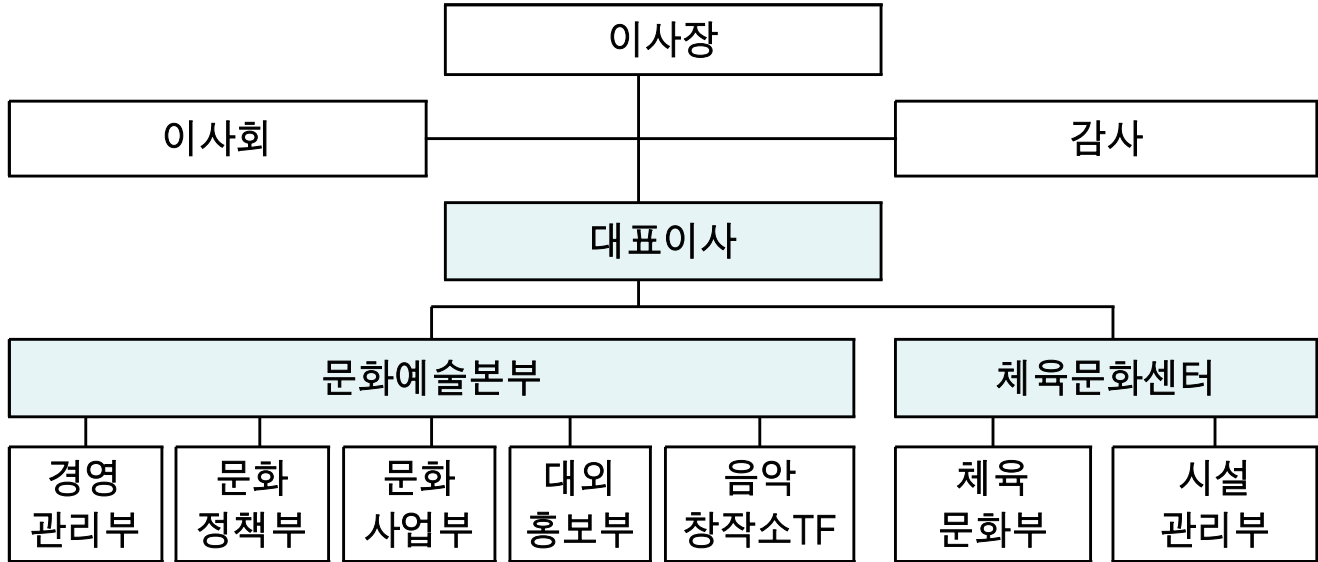 이사장
이사회
감사
대표이사
문화예술본부
체육문화센터
경영
관리부
문화
정책부
문화
사업부
대외
홍보부
음악
창작소TF
체육
문화부
시설
관리부